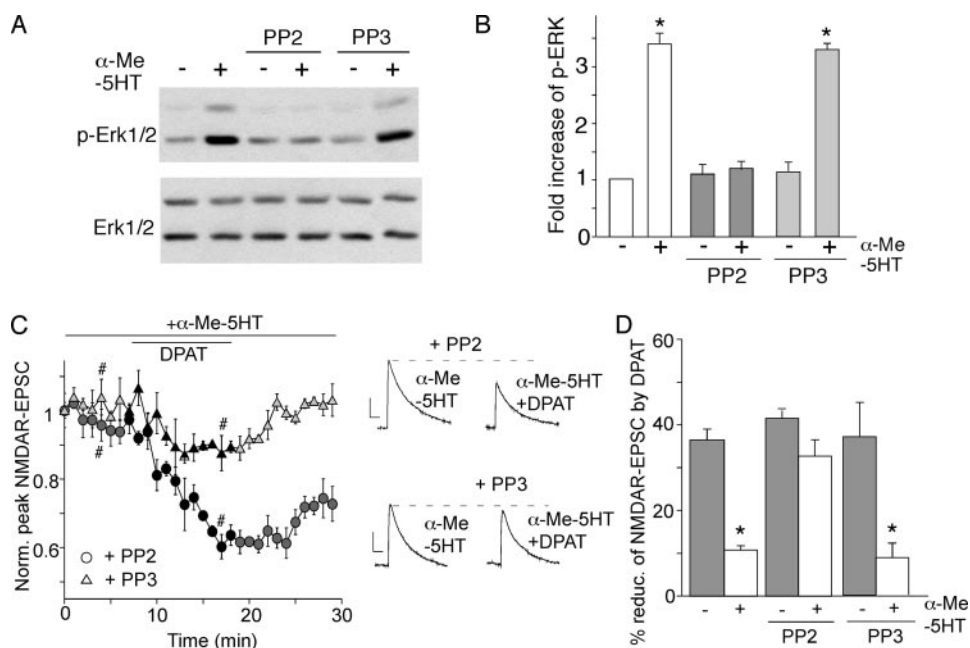 A
PP2 PP3
α-Me
-5HT
- + - + - +
p-Erk1/2
Erk1/2
B
Fold increase of p-ERK
3
2
1
0
*
*
- + - + - +
α-Me
-5HT
PP2 PP3
C
+α-Me-5HT
DPAT
Norm. peak NMDAR-EPSC
1
0.8
0.6
#
#
#
#
+ PP2
+ PP3
0 10 20 30
Time (min)
+ PP2
α-Me
-5HT
α-Me-5HT
+DPAT
+ PP3
α-Me
-5HT
α-Me-5HT
+DPAT
D
% reduc. of NMDAR-EPSC by DPAT
60
40
20
0
*
*
- + - + - +
α-Me
-5HT
PP2 PP3